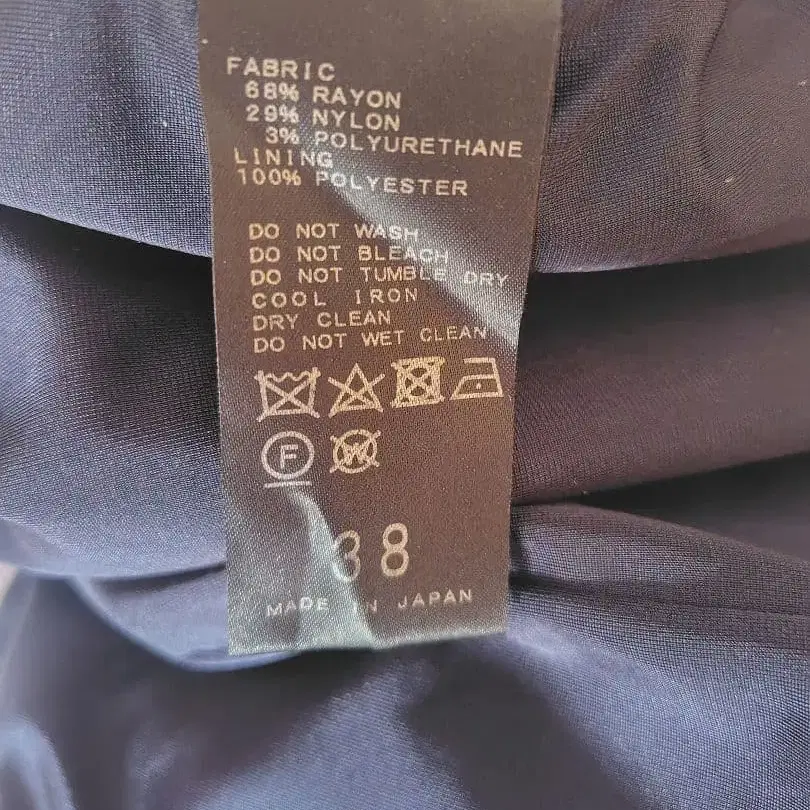 FABRIC
68% RAYON
29% NYLON
3% POLYURETHANE
LINING
100% POLYESTER
DO NOT WASH
DO NOT BLEACH
DO NOT TUMBLE DRY
COOL IRON
DRY CLEAN
DO NOT WET CLEAN
F W
38
MADE IN JAPAN